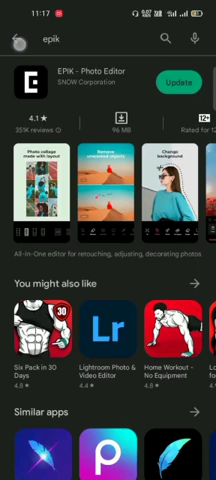 11:17
epik
EPIK - Photo Editor
SNOW Corporation
Update
4.1★
12+
351K reviews
96 MB
Rated for 12
Photo collage
made with layout
Remove
unwanted objects
Change
background
All-in-One editor for retouching, adjusting, decorating photos
You might also like
30
Lr
Six Pack in 30
Days
4.8★
Lightroom Photo &
Video Editor
4.4★
Home Workout -
No Equipment
4.8★
Similar apps